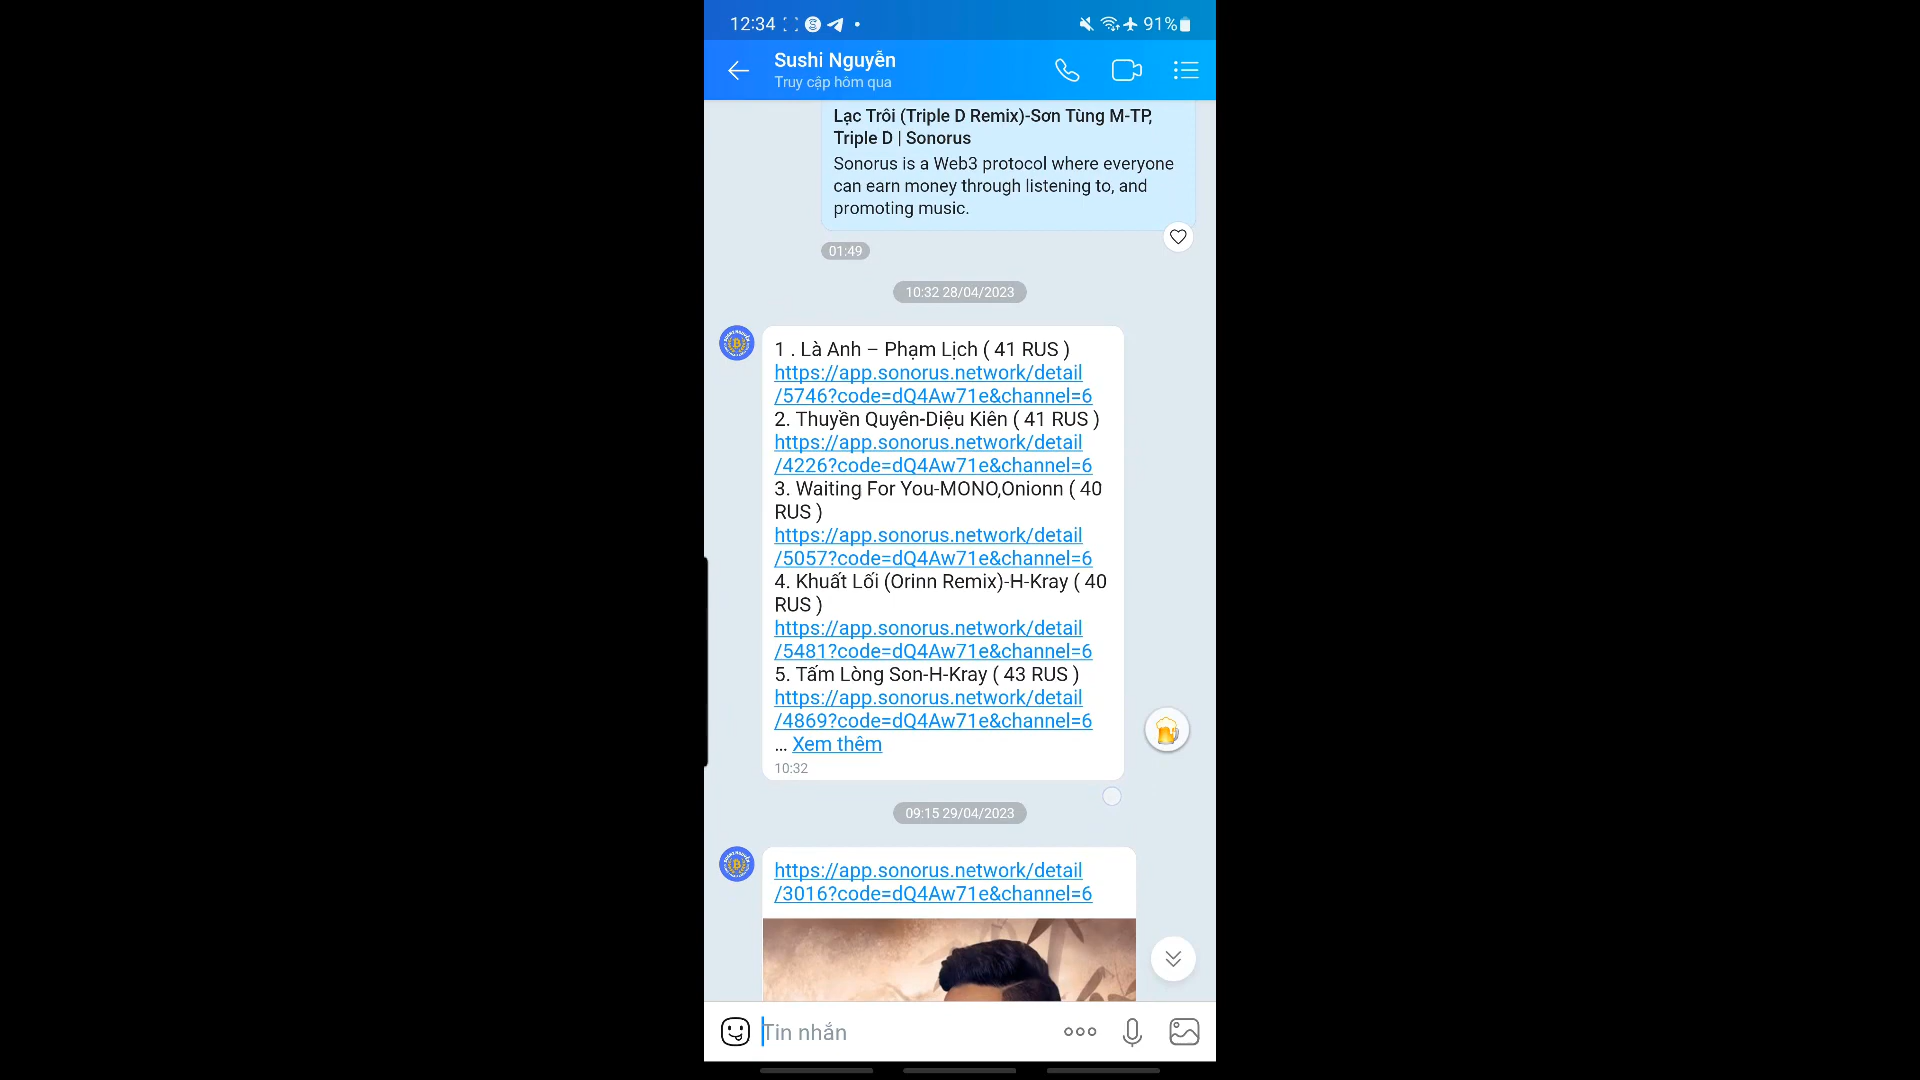 12:34
91%
Sushi Nguyễn
Truy cập hôm qua
Lạc Trôi (Triple D Remix)-Sơn Tùng M-TP,
Triple D | Sonorus
Sonorus is a Web3 protocol where everyone
can earn money through listening to, and
promoting music.
01:49
10:32 28/04/2023
1 . Là Anh – Phạm Lịch ( 41 RUS )
https://app.sonorus.network/detail
/5746?code=dQ4Aw71e&channel=6
2. Thuyền Quyên-Diệu Kiên ( 41 RUS )
https://app.sonorus.network/detail
/4226?code=dQ4Aw71e&channel=6
3. Waiting For You-MONO,Onionn ( 40
RUS )
https://app.sonorus.network/detail
/5057?code=dQ4Aw71e&channel=6
4. Khuất Lối (Orinn Remix)-H-Kray ( 40
RUS )
https://app.sonorus.network/detail
/5481?code=dQ4Aw71e&channel=6
5. Tấm Lòng Son-H-Kray ( 43 RUS )
https://app.sonorus.network/detail
/4869?code=dQ4Aw71e&channel=6
... Xem thêm
10:32
09:15 29/04/2023
https://app.sonorus.network/detail
/3016?code=dQ4Aw71e&channel=6
Tin nhắn